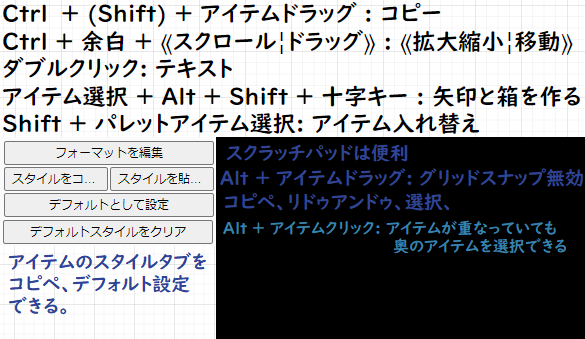 Ctrl + (Shift) + アイテムドラッグ : コピー
Ctrl + 余白 + 《スクロール¦ドラッグ》 : 《拡大縮小¦移動》
ダブルクリック: テキスト
アイテム選択 + Alt + Shift + 十字キー : 矢印と箱を作る
Shift + パレットアイテム選択: アイテム入れ替え
フォーマットを編集
スタイルをコ... スタイルを貼...
デフォルトとして設定
デフォルトスタイルをクリア
アイテムのスタイルタブを
コピペ、デフォルト設定
できる。
スクラッチパッドは便利
Alt + アイテムドラッグ: グリッドスナップ無効
コピペ、リドゥアンドゥ、選択、
Alt + アイテムクリック: アイテムが重なっていても
奥のアイテムを選択できる